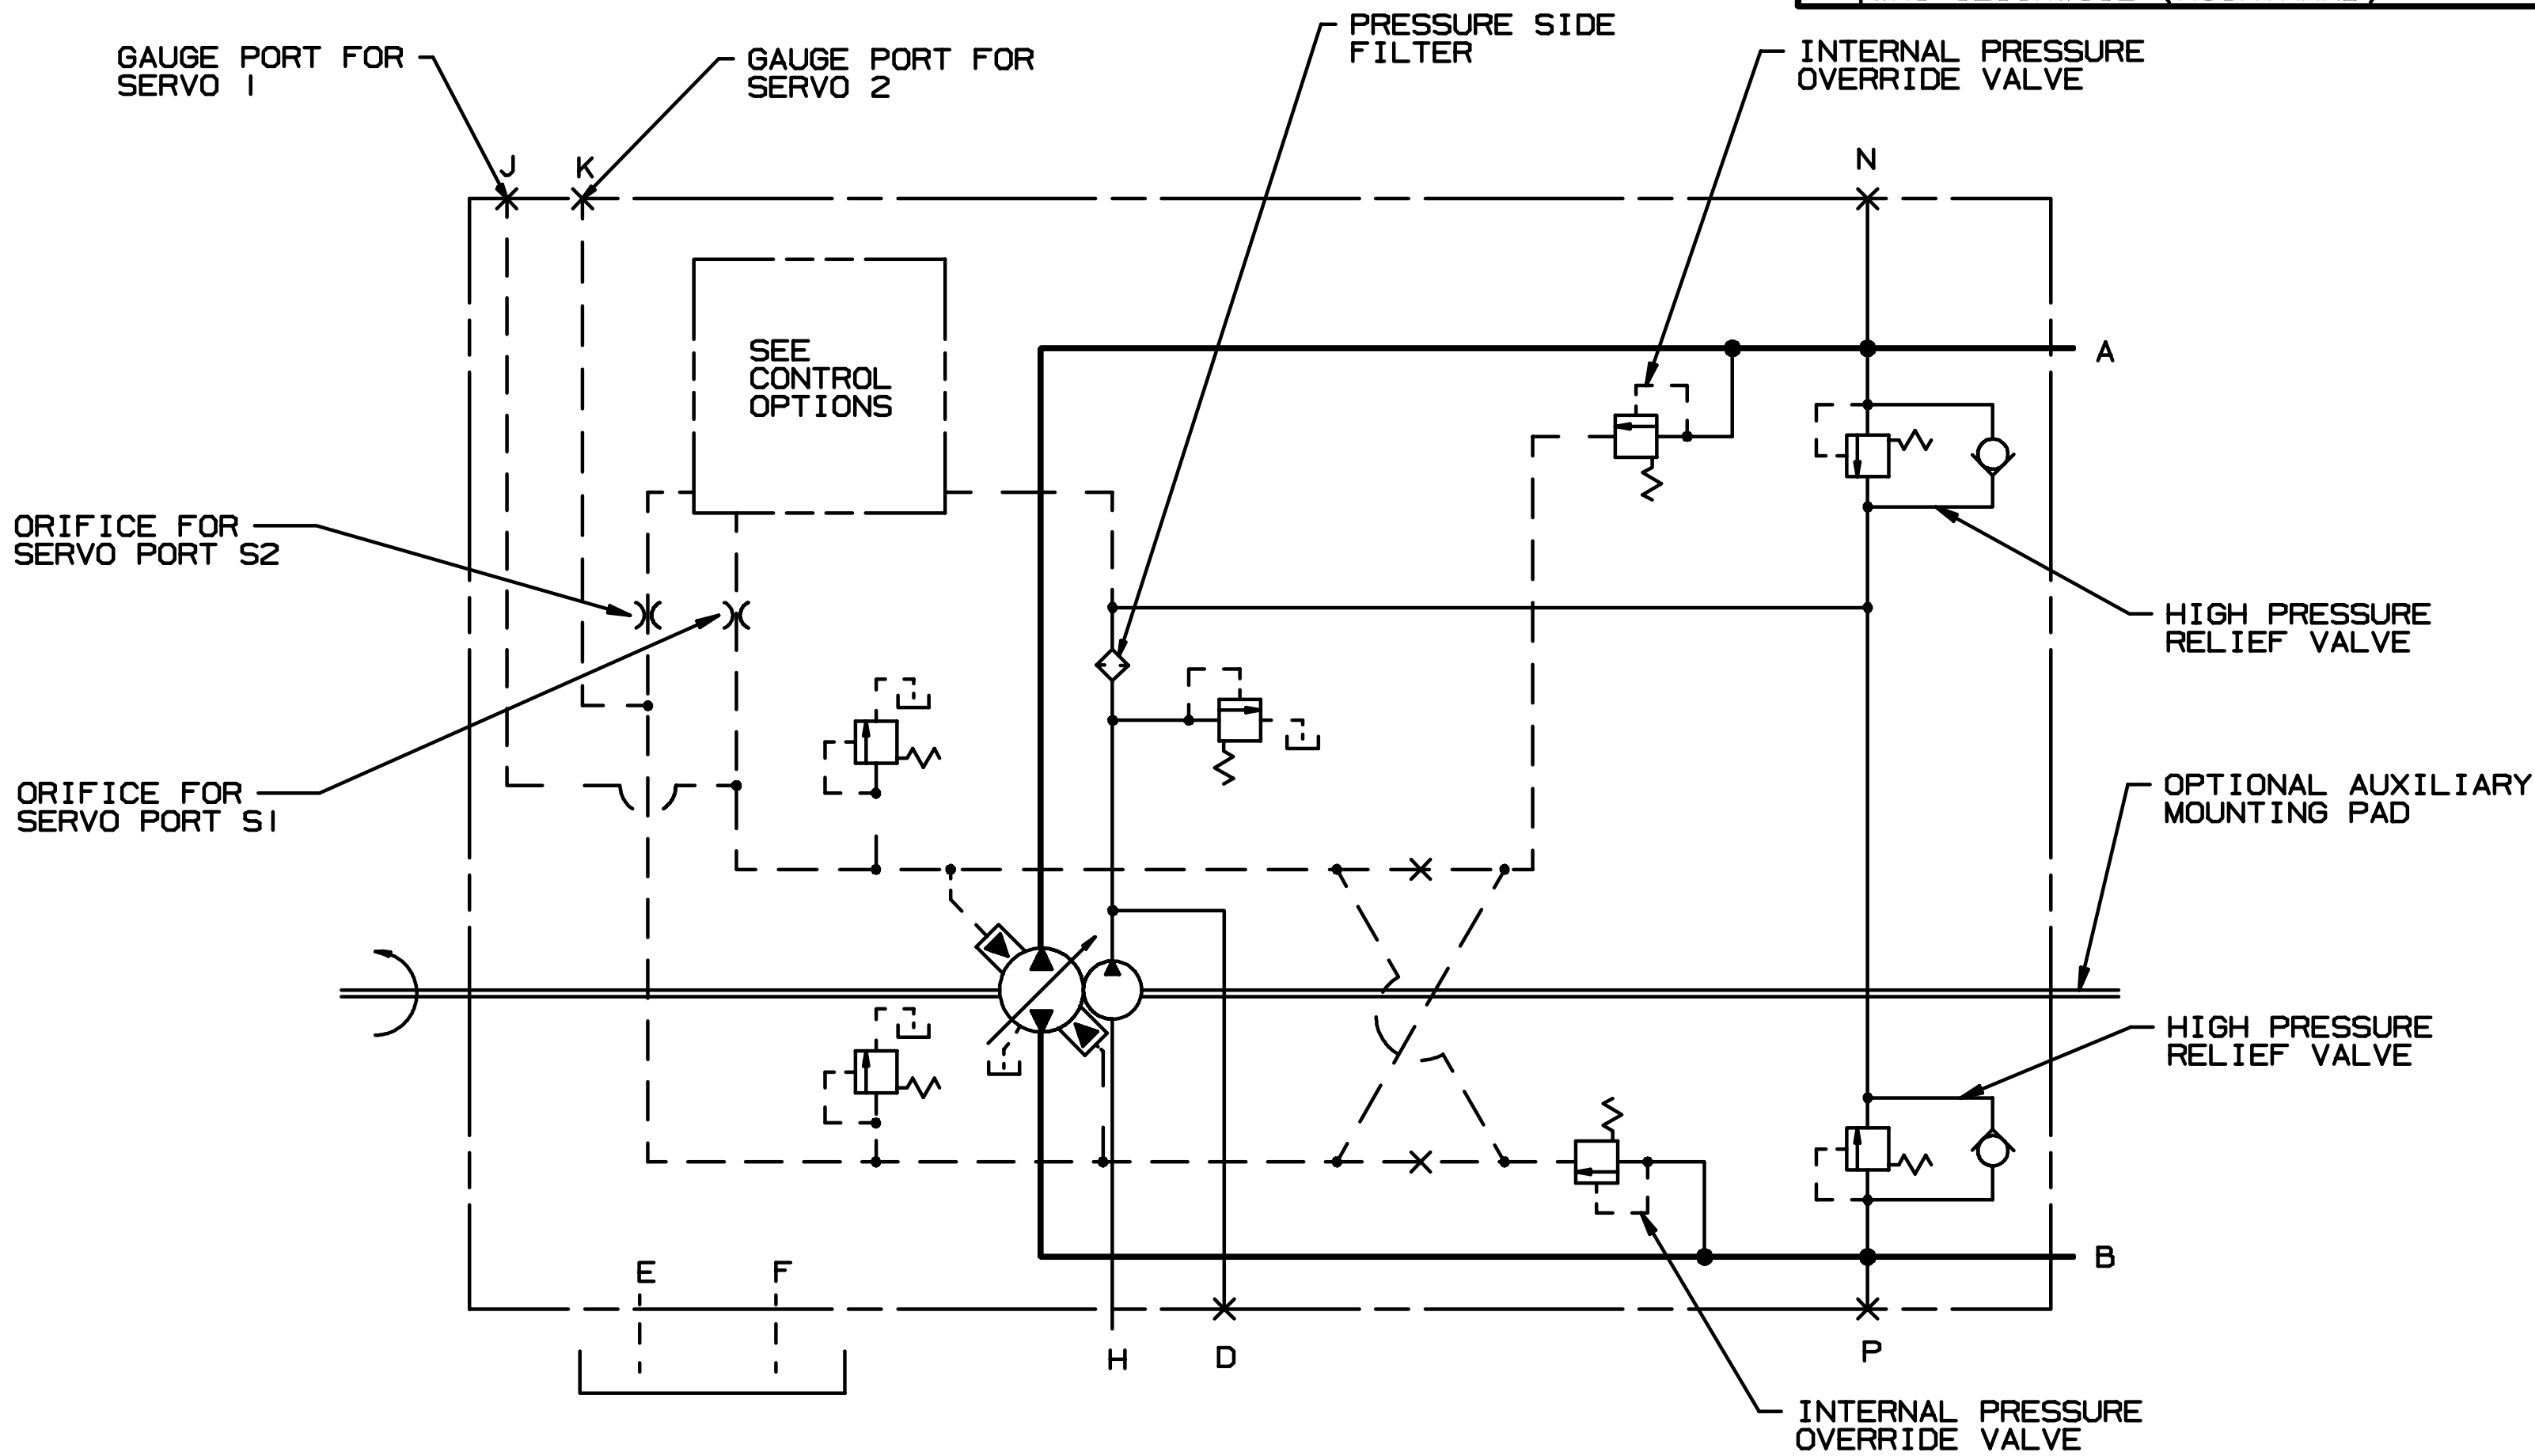 PRESSURE SIDE
FILTER
GAUGE PORT FOR
SERVO 1
GAUGE PORT FOR
SERVO 2
INTERNAL PRESSURE
OVERRIDE VALVE
J
K
N
A
SEE
CONTROL
OPTIONS
ORIFICE FOR
SERVO PORT S2
HIGH PRESSURE
RELIEF VALVE
ORIFICE FOR
SERVO PORT S1
OPTIONAL AUXILIARY
MOUNTING PAD
HIGH PRESSURE
RELIEF VALVE
E
F
B
H
D
P
INTERNAL PRESSURE
OVERRIDE VALVE